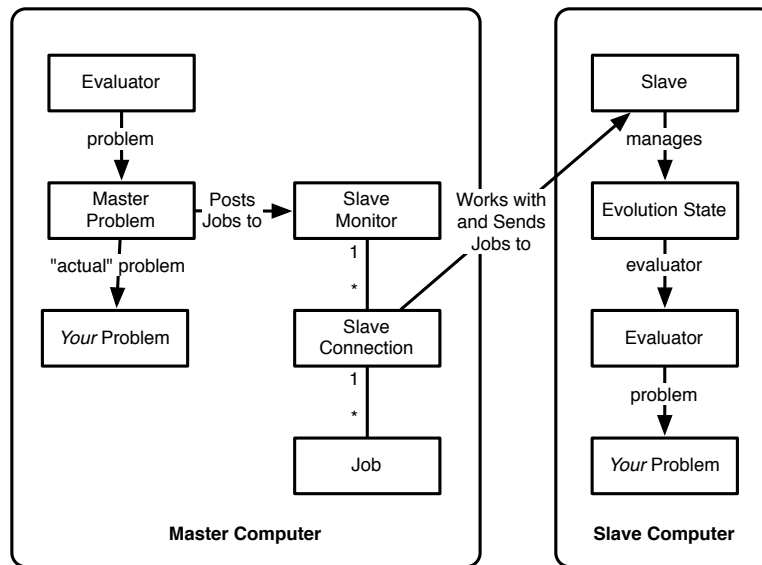 Evaluator
problem
Master
Problem
Posts
Jobs to
Slave
Monitor
"actual" problem
Your Problem
1
*
Slave
Connection
1
*
Job
Master Computer
Works with
and Sends
Jobs to
Slave
manages
Evolution State
evaluator
Evaluator
problem
Your Problem
Slave Computer